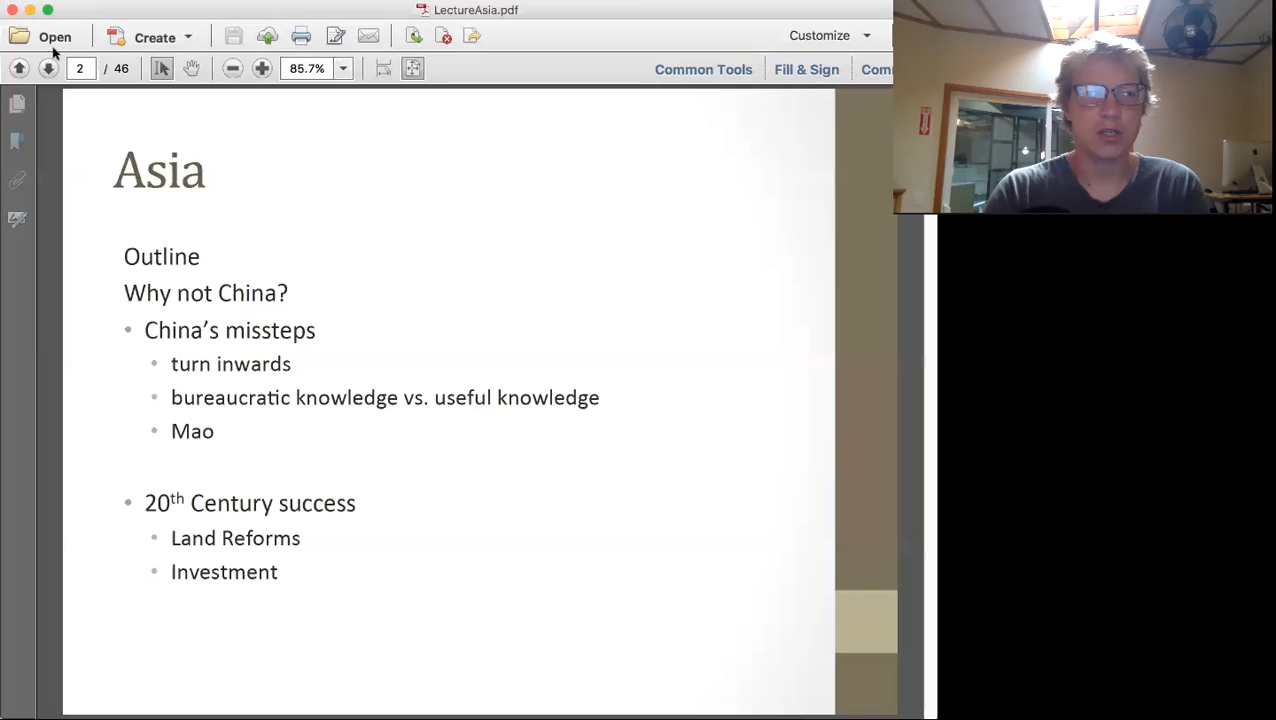 LectureAsia.pdf
Open
Create
Customize
2 / 46
85.7%
Common Tools
Fill & Sign
Com
Asia
Outline
Why not China?
• China's missteps
• turn inwards
• bureaucratic knowledge vs. useful knowledge
• Mao
• 20th Century success
• Land Reforms
• Investment